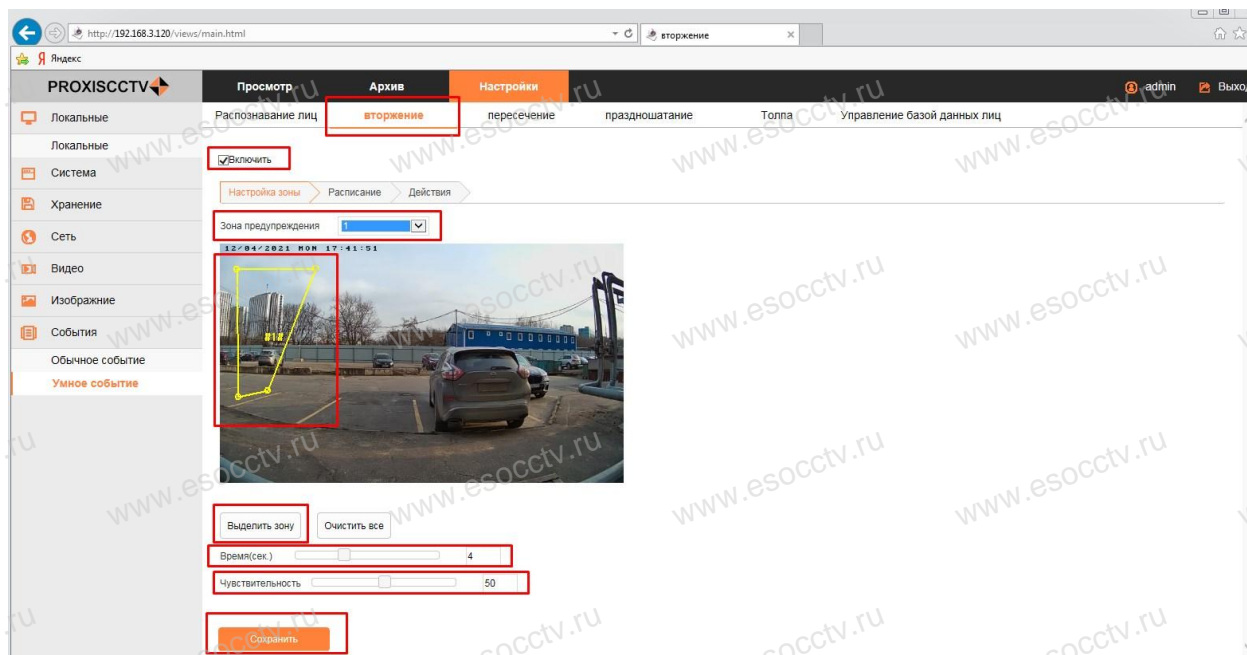 http://192.168.3.120/views/main.html
вторжение
Яндекс
PROXISCCTV
Просмотр Архив Настройки
admin Выхо
Локальные
Локальные
Система
Хранение
Сеть
Видео
Изображние
События
Обычное событие
Умное событие
Распознавание лиц вторжение пересечение праздношатание Толпа Управление базой данных лиц
Включить
Настройка зоны Расписание Действия
Зона предупреждения 1
12/04/2021 MON 17:41:51
#1#
Выделить зону Очистить все
Время(сек.) 4
Чувствительность 50
Сохранить
www.esocctv.ru